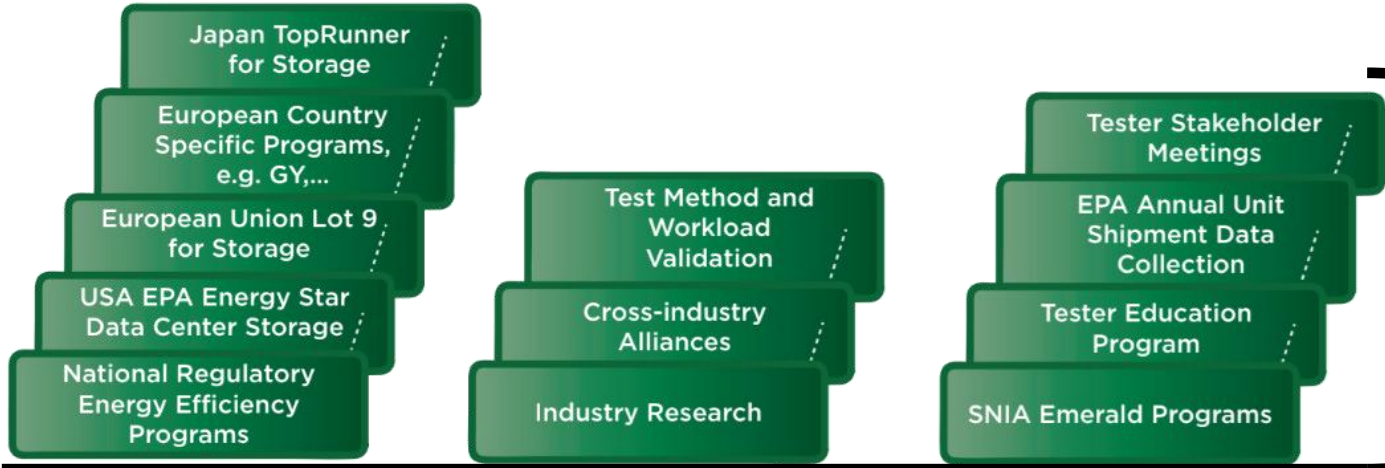 Japan TopRunner
for Storage
European Country
Specific Programs,
e.g. GY,...
European Union Lot 9
for Storage
USA EPA Energy Star
Data Center Storage
National Regulatory
Energy Efficiency
Programs
Test Method and
Workload
Validation
Cross-industry
Alliances
Industry Research
Tester Stakeholder
Meetings
EPA Annual Unit
Shipment Data
Collection
Tester Education
Program
SNIA Emerald Programs